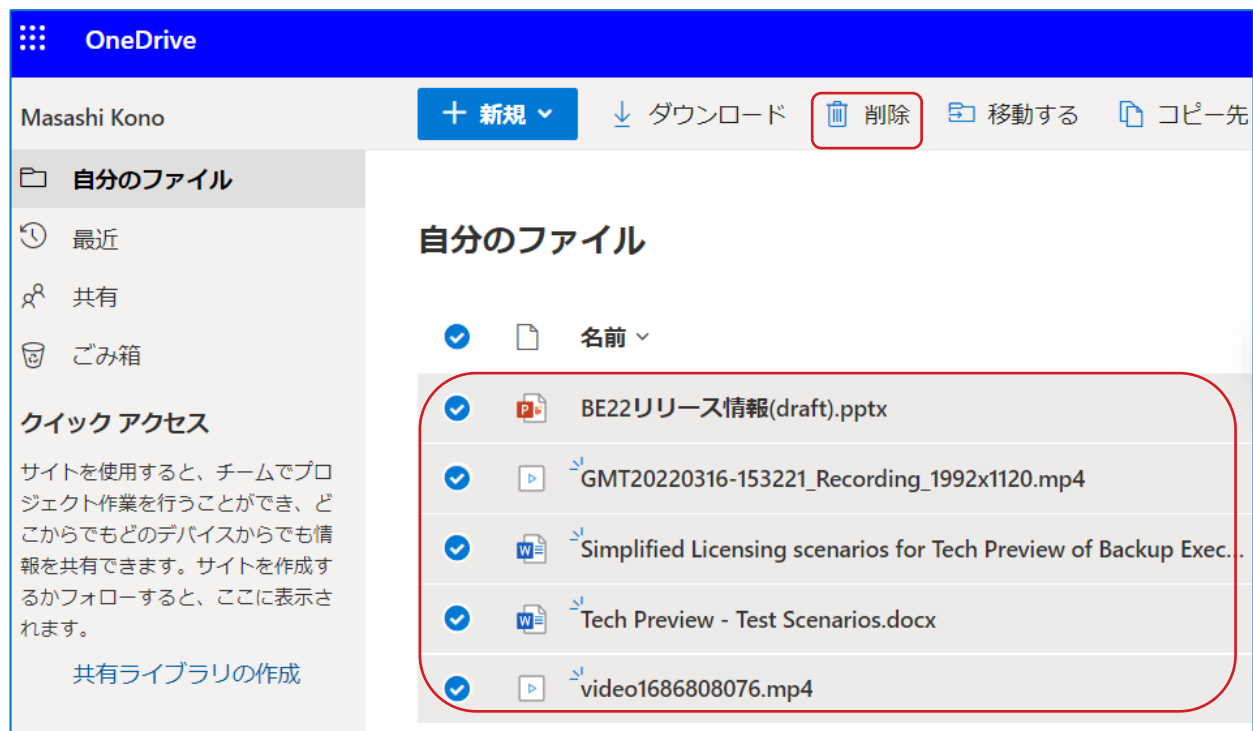 OneDrive
Masashi Kono
新規
ダウンロード
削除
移動する
コピー先
自分のファイル
最近
共有
ごみ箱
クイック アクセス
サイトを使用すると、チームでプロ
ジェクト作業を行うことができ、ど
こからでもどのデバイスからでも情
報を共有できます。サイトを作成す
るかフォローすると、ここに表示さ
れます。
共有ライブラリの作成
自分のファイル
名前
BE22リリース情報(draft).pptx
GMT20220316-153221_Recording_1992x1120.mp4
Simplified Licensing scenarios for Tech Preview of Backup Exec...
Tech Preview - Test Scenarios.docx
video1686808076.mp4